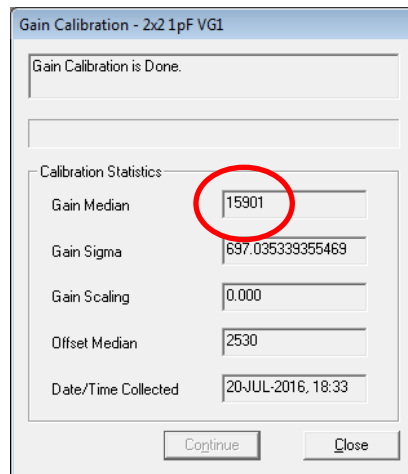 Gain Calibration - 2x2 1pF VG1
Gain Calibration is Done.
Calibration Statistics
Gain Median 15901
Gain Sigma 697.035339355469
Gain Scaling 0.000
Offset Median 2530
Date/Time Collected 20-JUL-2016, 18:33
Continue Close